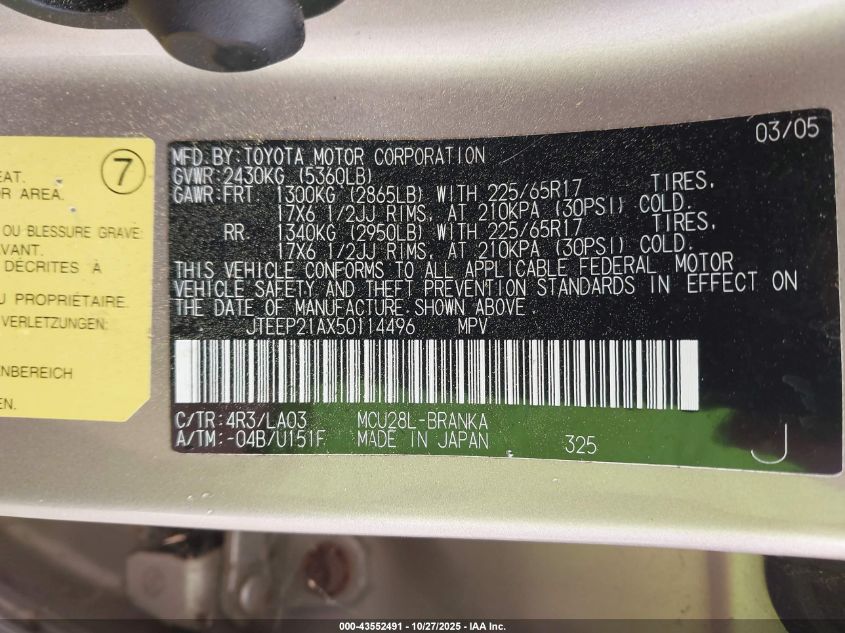 03/05
MFD.BY:TOYOTA MOTOR CORPORATION
GVWR:2430KG (5360LB)
GAWR:FRT. 1300KG (2865LB) WITH 225/65R17 TIRES,
17X6 1/2JJ RIMS, AT 210KPA (30PSI) COLD.
RR. 1340KG (2950LB) WITH 225/65R17 TIRES,
17X6 1/2JJ RIMS, AT 210KPA (30PSI) COLD.
THIS VEHICLE CONFORMS TO ALL APPLICABLE FEDERAL MOTOR
VEHICLE SAFETY AND THEFT PREVENTION STANDARDS IN EFFECT ON
THE DATE OF MANUFACTURE SHOWN ABOVE.
JTEEP21AX50114496 MPV
C/TR:4R3/LA03 MCU28L-BRANKA
A/TM:-04B/U151F MADE IN JAPAN 325 J
7
EAT.
OR AREA.
OU BLESSURE GRAVE
AVANT.
DÉCRITES À
U PROPRIÉTAIRE.
VERLETZUNGEN:
NBEREICH
EN.
000-43552491 - 10/27/2025 - IAA Inc.